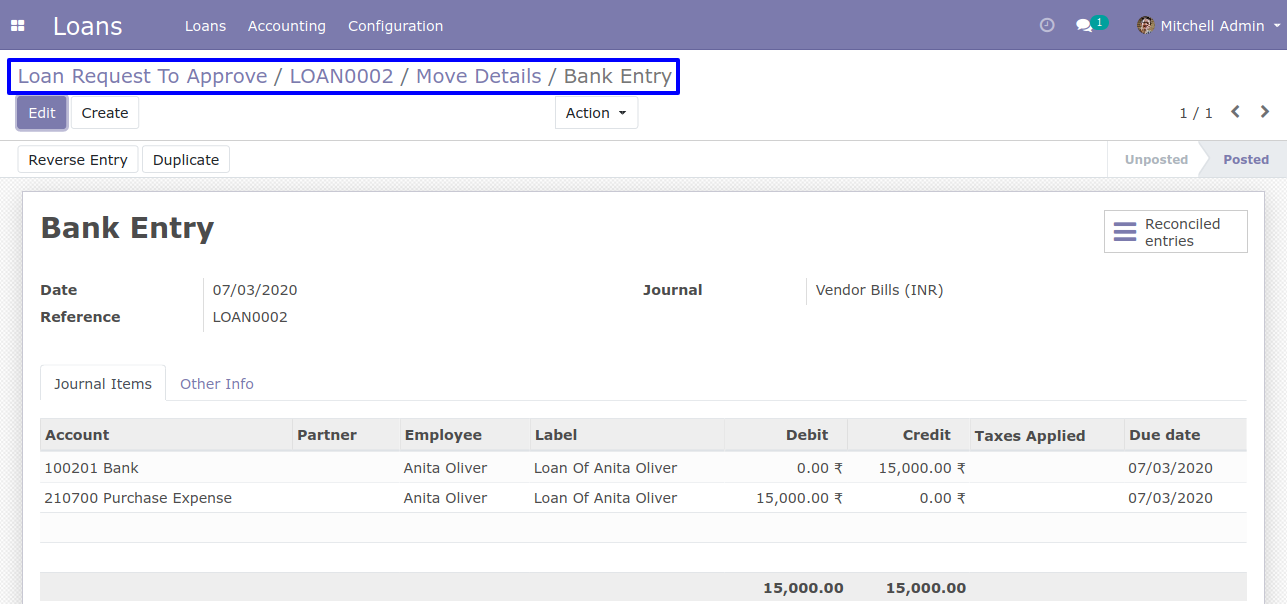 Loans Loans Accounting Configuration 1 Mitchell Admin
Loan Request To Approve / LOAN0002 / Move Details / Bank Entry
Edit Create Action 1 / 1
Reverse Entry Duplicate Unposted Posted
Bank Entry
Reconciled entries
Date 07/03/2020 Journal Vendor Bills (INR)
Reference LOAN0002
Journal Items Other Info
Account Partner Employee Label Debit Credit Taxes Applied Due date
100201 Bank Anita Oliver Loan Of Anita Oliver 0.00 ₹ 15,000.00 ₹ 07/03/2020
210700 Purchase Expense Anita Oliver Loan Of Anita Oliver 15,000.00 ₹ 0.00 ₹ 07/03/2020
15,000.00 15,000.00